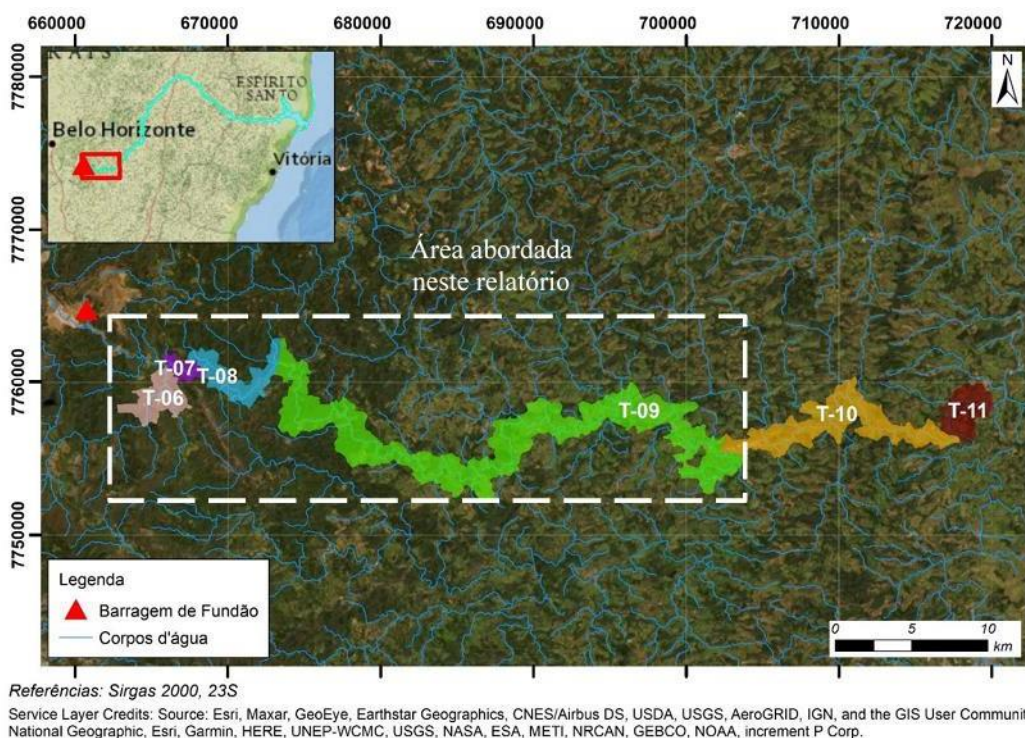 660000 670000 680000 690000 700000 710000 720000
7780000
7770000
7760000
7750000
RAIS
ESPÍRITO
SANTO
Belo Horizonte
Vitória
N
Área abordada
neste relatório
T-07
T-08
T-06
T-09
T-10
T-11
Legenda
Barragem de Fundão
Corpos d'água
0 5 10
km
Referências: Sirgas 2000, 23S
Service Layer Credits: Source: Esri, Maxar, GeoEye, Earthstar Geographics, CNES/Airbus DS, USDA, USGS, AeroGRID, IGN, and the GIS User Communi
National Geographic, Esri, Garmin, HERE, UNEP-WCMC, USGS, NASA, ESA, METI, NRCAN, GEBCO, NOAA, increment P Corp.